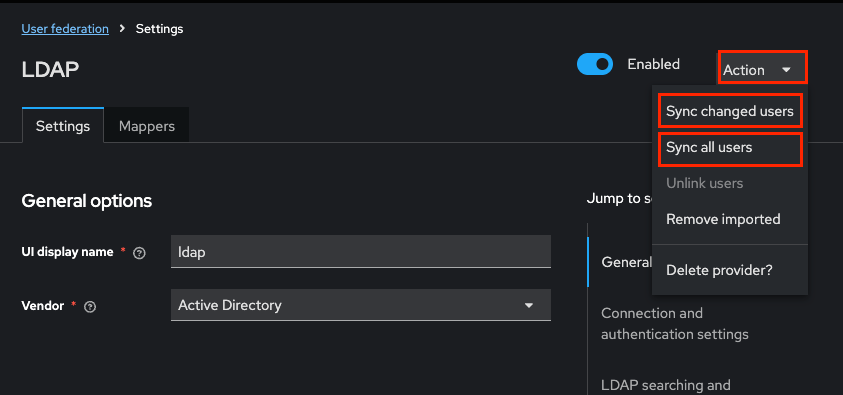 User federation > Settings
LDAP
Enabled
Action
Sync changed users
Sync all users
Unlink users
Remove imported
Delete provider?
Settings
Mappers
General options
UI display name *
ldap
Vendor *
Active Directory
Jump to se
General
Connection and
authentication settings
LDAP searching and